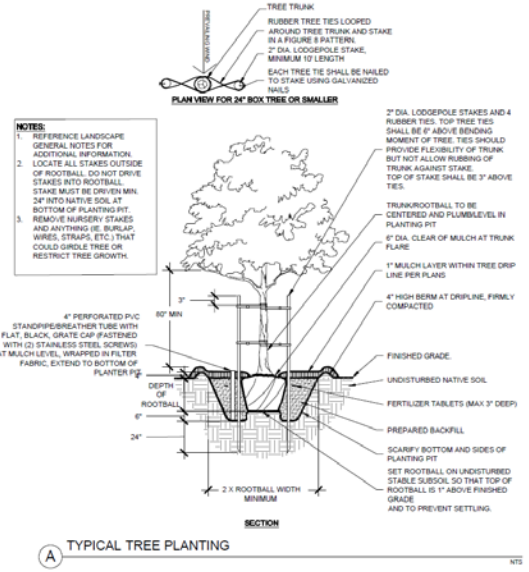 TREE TRUNK
RUBBER TREE TIES LOOPED
AROUND TREE TRUNK AND STAKE
IN A FIGURE 8 PATTERN.
2" DIA. LODGEPOLE STAKE,
MINIMUM 10' LENGTH
EACH TREE TIE SHALL BE NAILED
TO STAKE USING GALVANIZED
NAILS
PREVAILING WIND
PLAN VIEW FOR 24" BOX TREE OR SMALLER
NOTES:
1. REFERENCE LANDSCAPE
GENERAL NOTES FOR
ADDITIONAL INFORMATION.
2. LOCATE ALL STAKES OUTSIDE
OF ROOTBALL. DO NOT DRIVE
STAKES INTO ROOTBALL.
STAKE MUST BE DRIVEN MIN.
24" INTO NATIVE SOIL AT
BOTTOM OF PLANTING PIT.
3. REMOVE NURSERY STAKES
AND ANYTHING (IE. BURLAP,
WIRES, STRAPS, ETC.) THAT
COULD GIRDLE TREE OR
RESTRICT TREE GROWTH.
2" DIA. LODGEPOLE STAKES AND 4
RUBBER TIES. TOP TREE TIES
SHALL BE 6" ABOVE BENDING
MOMENT OF TREE. TIES SHOULD
PROVIDE FLEXIBILITY OF TRUNK
BUT NOT ALLOW RUBBING OF
TRUNK AGAINST STAKE.
TOP OF STAKE SHALL BE 3" ABOVE
TIES.
TRUNK/ROOTBALL TO BE
CENTERED AND PLUMB/LEVEL IN
PLANTING PIT
6" DIA. CLEAR OF MULCH AT TRUNK
FLARE
1" MULCH LAYER WITHIN TREE DRIP
LINE PER PLANS
4" HIGH BERM AT DRIPLINE, FIRMLY
COMPACTED
FINISHED GRADE.
UNDISTURBED NATIVE SOIL
FERTILIZER TABLETS (MAX 3" DEEP)
PREPARED BACKFILL
SCARIFY BOTTOM AND SIDES OF
PLANTING PIT
SET ROOTBALL ON UNDISTURBED
STABLE SUBSOIL SO THAT TOP OF
ROOTBALL IS 1" ABOVE FINISHED
GRADE
AND TO PREVENT SETTLING.
3"
80" MIN
4" PERFORATED PVC
STANDPIPE/BREATHER TUBE WITH
FLAT, BLACK, GRATE CAP (FASTENED
WITH (2) STAINLESS STEEL SCREWS)
AT MULCH LEVEL, WRAPPED IN FILTER
FABRIC, EXTEND TO BOTTOM OF
PLANTER PIT
4"
DEPTH
OF
ROOTBALL
6"
24"
2 X ROOTBALL WIDTH
MINIMUM
SECTION
A TYPICAL TREE PLANTING
NTS